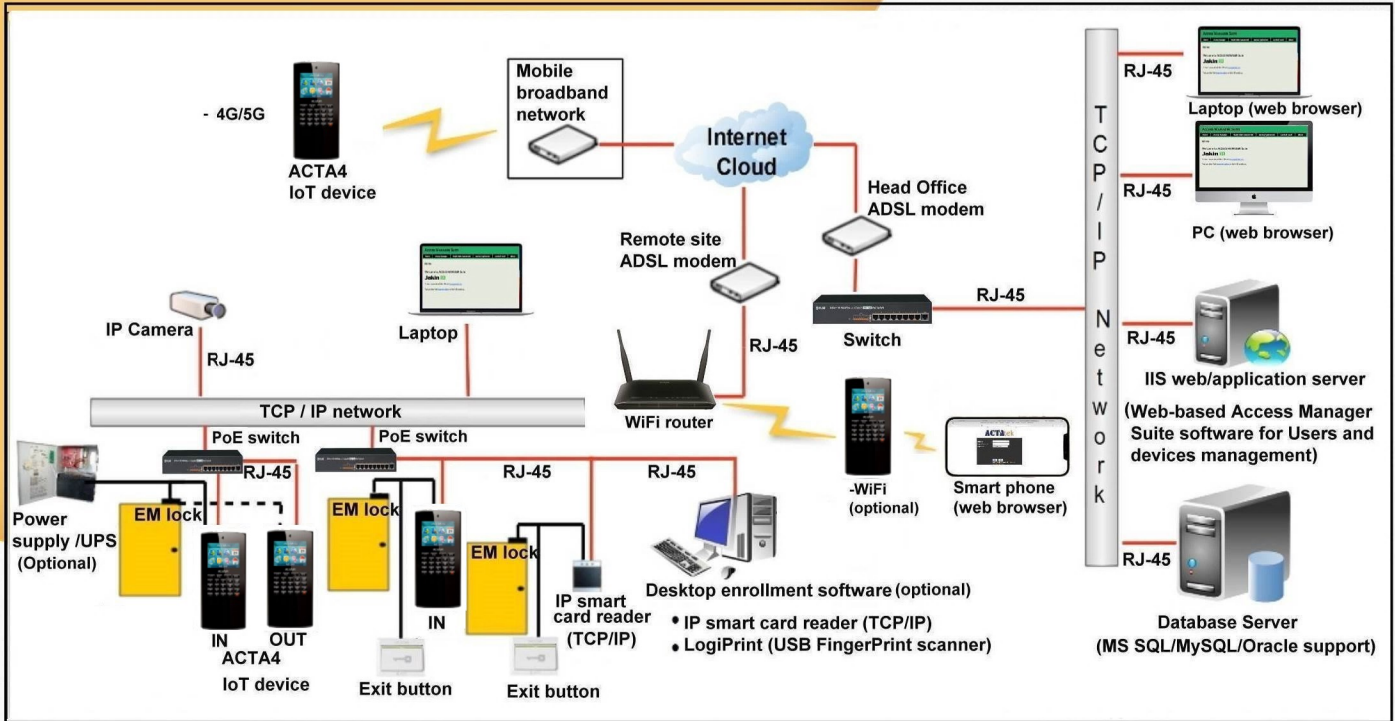 Mobile
broadband
network
- 4G/5G
ACTA4
IoT device
Internet
Cloud
Head Office
ADSL modem
Remote site
ADSL modem
RJ-45
Laptop (web browser)
RJ-45
PC (web browser)
TCP/IP Network
IP Camera
RJ-45
Laptop
Jakin
RJ-45
WiFi router
Switch
RJ-45
RJ-45
IIS web/application server
(Web-based Access Manager
Suite software for Users and
devices management)
TCP / IP network
PoE switch
PoE switch
RJ-45
RJ-45
RJ-45
-WiFi
(optional)
ACTAtek
Smart phone
(web browser)
Power
supply /UPS
(Optional)
EM lock
EM lock
EM lock
IN
OUT
ACTA4
IoT device
IN
Exit button
Exit button
IP smart
card reader
(TCP/IP)
Desktop enrollment software (optional)
• IP smart card reader (TCP/IP)
• LogiPrint (USB FingerPrint scanner)
RJ-45
Database Server
(MS SQL/MySQL/Oracle support)